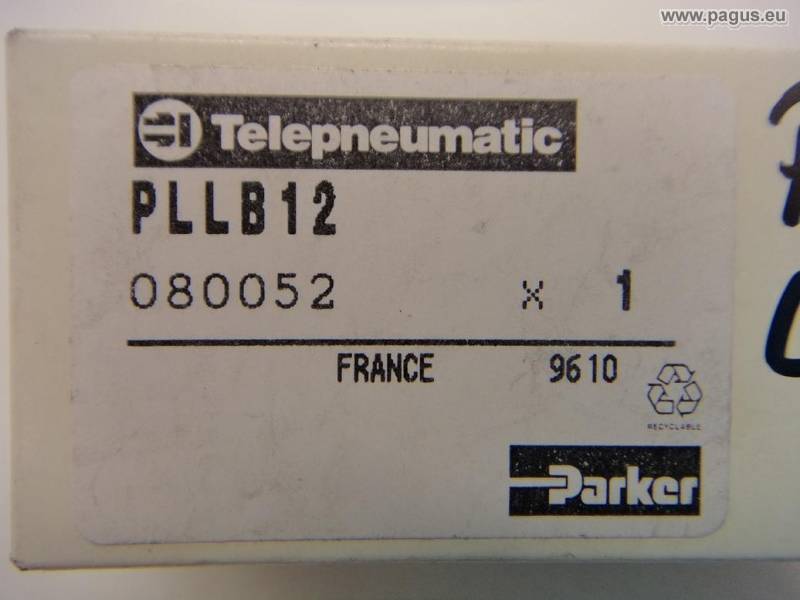 www.pagus.eu
Telepneumatic
PLLB12
080052 x 1
FRANCE 9610
RECYCLABLE
Parker